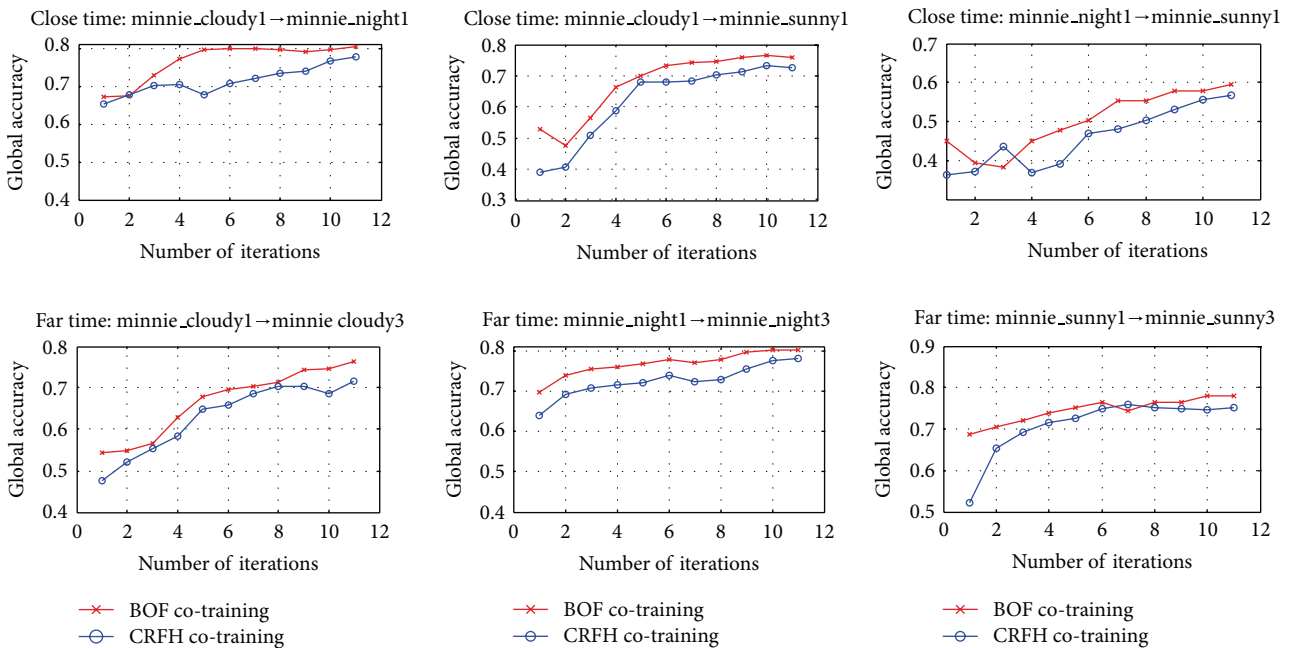 Close time: minnie_cloudy1→minnie_night1
Global accuracy
0.8
0.7
0.6
0.5
0.4
0 2 4 6 8 10 12
Number of iterations
Close time: minnie_cloudy1→minnie_sunny1
Global accuracy
0.8
0.7
0.6
0.5
0.4
0.3
0 2 4 6 8 10 12
Number of iterations
Close time: minnie_night1→minnie_sunny1
Global accuracy
0.7
0.6
0.5
0.4
2 4 6 8 10 12
Number of iterations
Far time: minnie_cloudy1→minnie cloudy3
Global accuracy
0.8
0.7
0.6
0.5
0.4
0 2 4 6 8 10 12
Number of iterations
BOF co-training
CRFH co-training
Far time: minnie_night1→minnie_night3
Global accuracy
0.8
0.7
0.6
0.5
0.4
0 2 4 6 8 10 12
Number of iterations
BOF co-training
CRFH co-training
Far time: minnie_sunny1→minnie_sunny3
Global accuracy
0.9
0.8
0.7
0.6
0.5
0 2 4 6 8 10 12
Number of iterations
BOF co-training
CRFH co-training